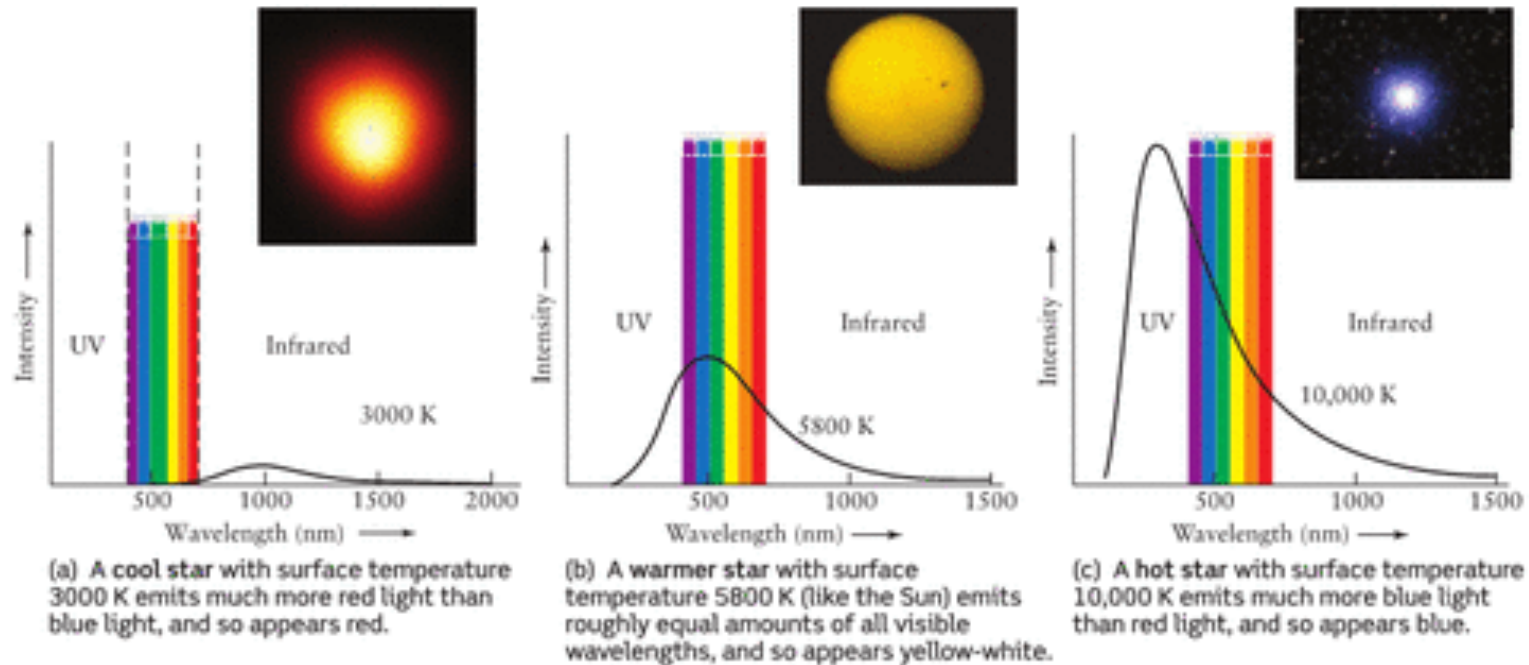 Intensity
UV
Infrared
3000 K
500 1000 1500 2000
Wavelength (nm)
(a) A cool star with surface temperature
3000 K emits much more red light than
blue light, and so appears red.
Intensity
UV
Infrared
5800 K
500 1000 1500
Wavelength (nm)
(b) A warmer star with surface
temperature 5800 K (like the Sun) emits
roughly equal amounts of all visible
wavelengths, and so appears yellow-white.
Intensity
UV
Infrared
10,000 K
500 1000 1500
Wavelength (nm)
(c) A hot star with surface temperature
10,000 K emits much more blue light
than red light, and so appears blue.